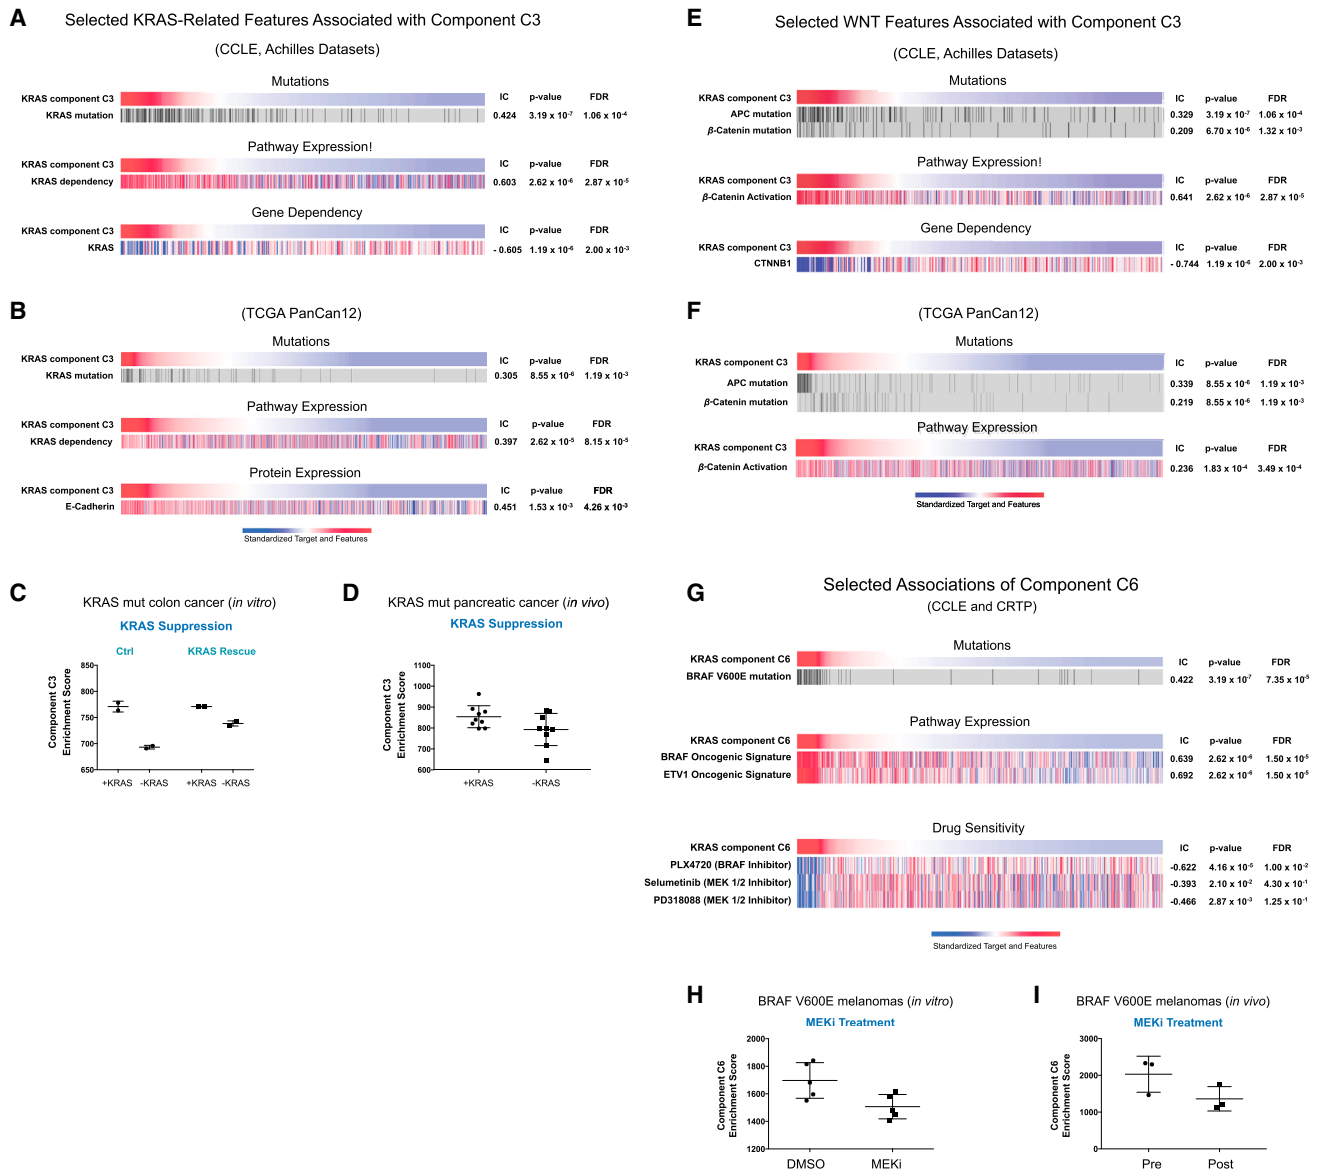 A
Selected KRAS-Related Features Associated with Component C3
(CCLE, Achilles Datasets)
Mutations
KRAS component C3 IC p-value FDR
KRAS mutation 0.424 3.19 x 10-7 1.06 x 10-4
Pathway Expression!
KRAS component C3 IC p-value FDR
KRAS dependency 0.603 2.62 x 10-6 2.87 x 10-5
Gene Dependency
KRAS component C3 IC p-value FDR
KRAS - 0.605 1.19 x 10-6 2.00 x 10-3
B
(TCGA PanCan12)
Mutations
KRAS component C3 IC p-value FDR
KRAS mutation 0.305 8.55 x 10-6 1.19 x 10-3
Pathway Expression
KRAS component C3 IC p-value FDR
KRAS dependency 0.397 2.62 x 10-5 8.15 x 10-5
Protein Expression
KRAS component C3 IC p-value FDR
E-Cadherin 0.451 1.53 x 10-3 4.26 x 10-3
Standardized Target and Features
C
KRAS mut colon cancer (in vitro)
KRAS Suppression
Ctrl KRAS Rescue
Component C3
Enrichment Score
850
800
750
700
650
+KRAS -KRAS +KRAS -KRAS
D
KRAS mut pancreatic cancer (in vivo)
KRAS Suppression
Component C3
Enrichment Score
1100
1000
900
800
700
600
+KRAS -KRAS
E
Selected WNT Features Associated with Component C3
(CCLE, Achilles Datasets)
Mutations
KRAS component C3 IC p-value FDR
APC mutation 0.329 3.19 x 10-7 1.06 x 10-4
β-Catenin mutation 0.209 6.70 x 10-6 1.32 x 10-3
Pathway Expression!
KRAS component C3 IC p-value FDR
β-Catenin Activation 0.641 2.62 x 10-6 2.87 x 10-5
Gene Dependency
KRAS component C3 IC p-value FDR
CTNNB1 - 0.744 1.19 x 10-6 2.00 x 10-3
F
(TCGA PanCan12)
Mutations
KRAS component C3 IC p-value FDR
APC mutation 0.339 8.55 x 10-6 1.19 x 10-3
β-Catenin mutation 0.219 8.55 x 10-6 1.19 x 10-3
Pathway Expression
KRAS component C3 IC p-value FDR
β-Catenin Activation 0.236 1.83 x 10-4 3.49 x 10-4
Standardized Target and Features
G
Selected Associations of Component C6
(CCLE and CRTP)
Mutations
KRAS component C6 IC p-value FDR
BRAF V600E mutation 0.422 3.19 x 10-7 7.35 x 10-5
Pathway Expression
KRAS component C6 IC p-value FDR
BRAF Oncogenic Signature 0.639 2.62 x 10-6 1.50 x 10-5
ETV1 Oncogenic Signature 0.692 2.62 x 10-6 1.50 x 10-5
Drug Sensitivity
KRAS component C6 IC p-value FDR
PLX4720 (BRAF Inhibitor) -0.622 4.16 x 10-5 1.00 x 10-2
Selumetinib (MEK 1/2 Inhibitor) -0.393 2.10 x 10-2 4.30 x 10-1
PD318088 (MEK 1/2 Inhibitor) -0.466 2.87 x 10-3 1.25 x 10-1
Standardized Target and Features
H
BRAF V600E melanomas (in vitro)
MEKi Treatment
Component C6
Enrichment Score
2000
1800
1600
1400
1200
DMSO MEKi
I
BRAF V600E melanomas (in vivo)
MEKi Treatment
Component C6
Enrichment Score
3000
2000
1000
0
Pre Post